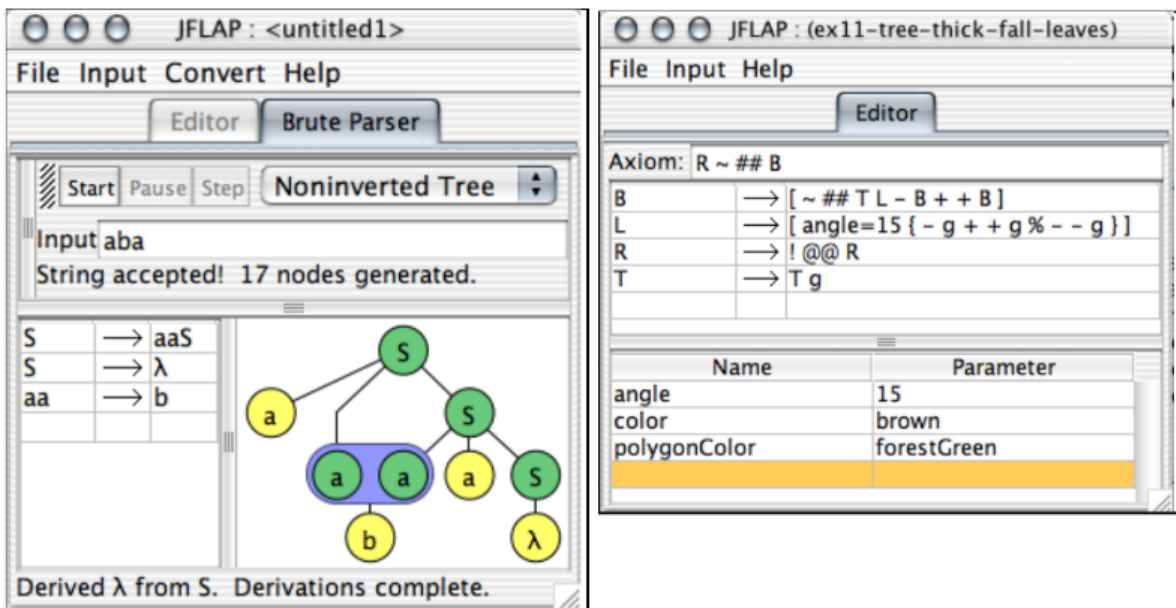 JFLAP : <untitled1>
File Input Convert Help
Editor Brute Parser
Start Pause Step Noninverted Tree
Input aba
String accepted! 17 nodes generated.
S → aaS
S → λ
aa → b
S
a S
a a a S
b λ
Derived λ from S. Derivations complete.
JFLAP : (ex11-tree-thick-fall-leaves)
File Input Help
Editor
Axiom: R ~ ## B
B → [ ~ ## T L - B + + B ]
L → [ angle=15 { - g + + g % - - g } ]
R → ! @@ R
T → T g
Name Parameter
angle 15
color brown
polygonColor forestGreen